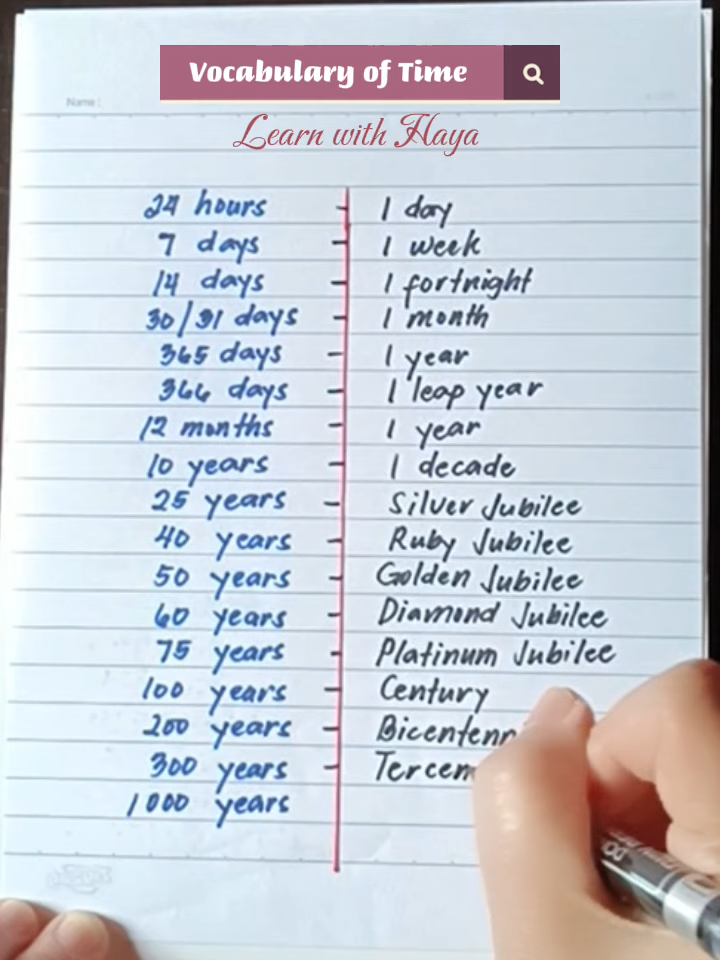 Vocabulary of Time
Learn with Haya
Name :
24 hours - 1 day
7 days - 1 week
14 days - 1 fortnight
30/31 days - 1 month
365 days - 1 year
366 days - 1 leap year
12 months - 1 year
10 years - 1 decade
25 years - Silver Jubilee
40 years - Ruby Jubilee
50 years - Golden Jubilee
60 years - Diamond Jubilee
75 years - Platinum Jubilee
100 years - Century
200 years - Bicentenn
300 years - Tercen
1000 years